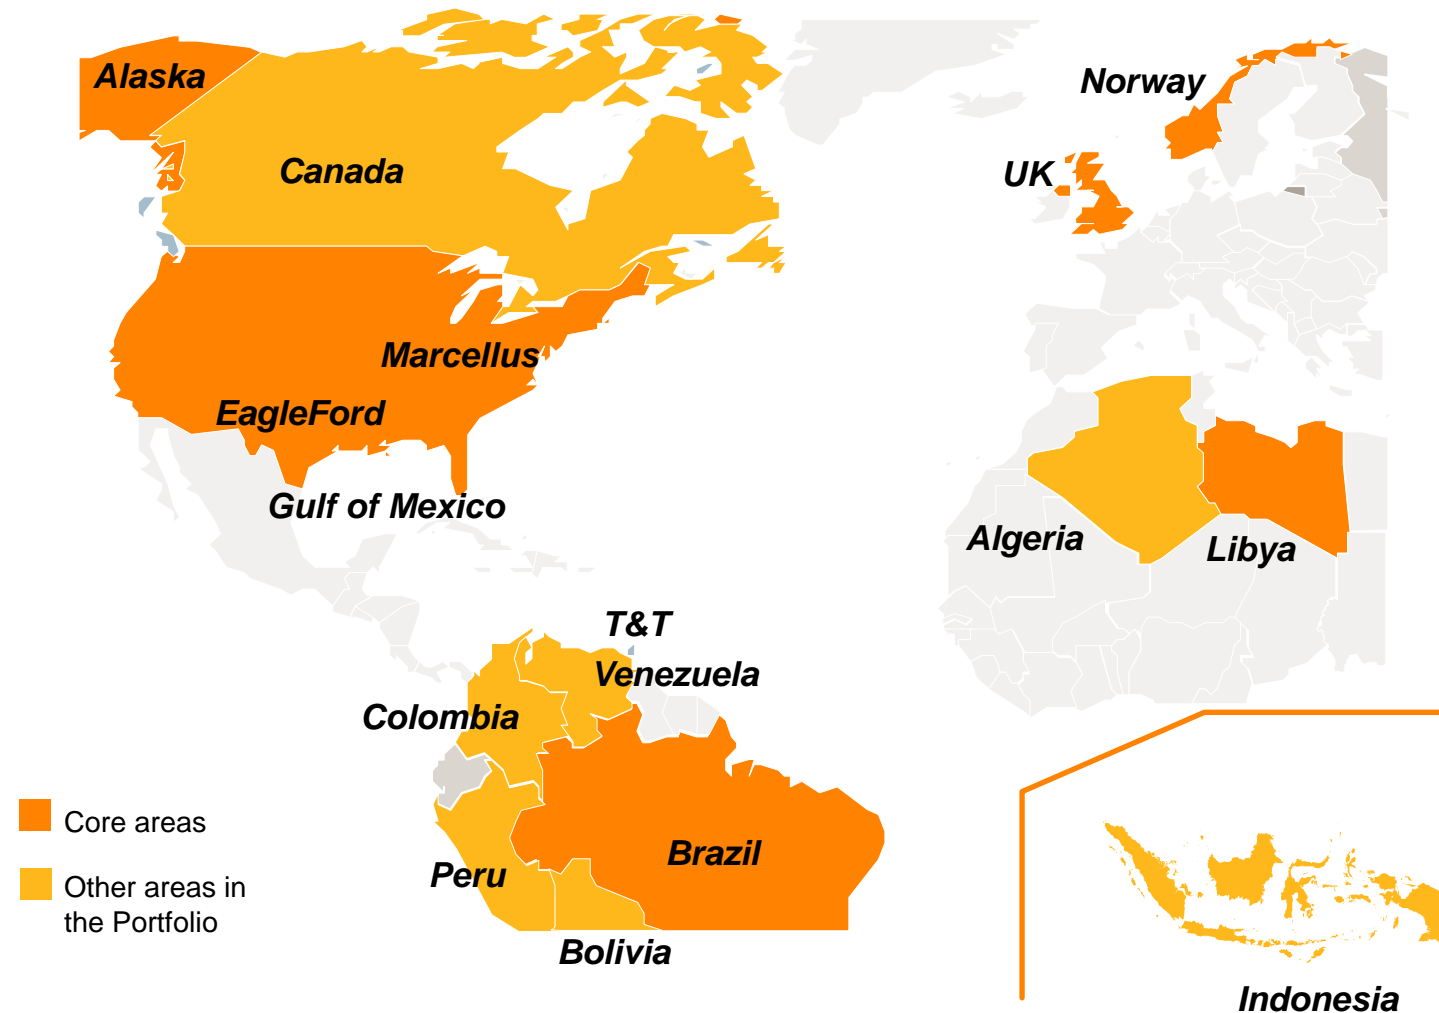 Alaska
Norway
Canada
UK
Marcellus
EagleFord
Gulf of Mexico
Algeria
Libya
T&T
Venezuela
Colombia
Core areas
Brazil
Peru
Other areas in
the Portfolio
Bolivia
Indonesia